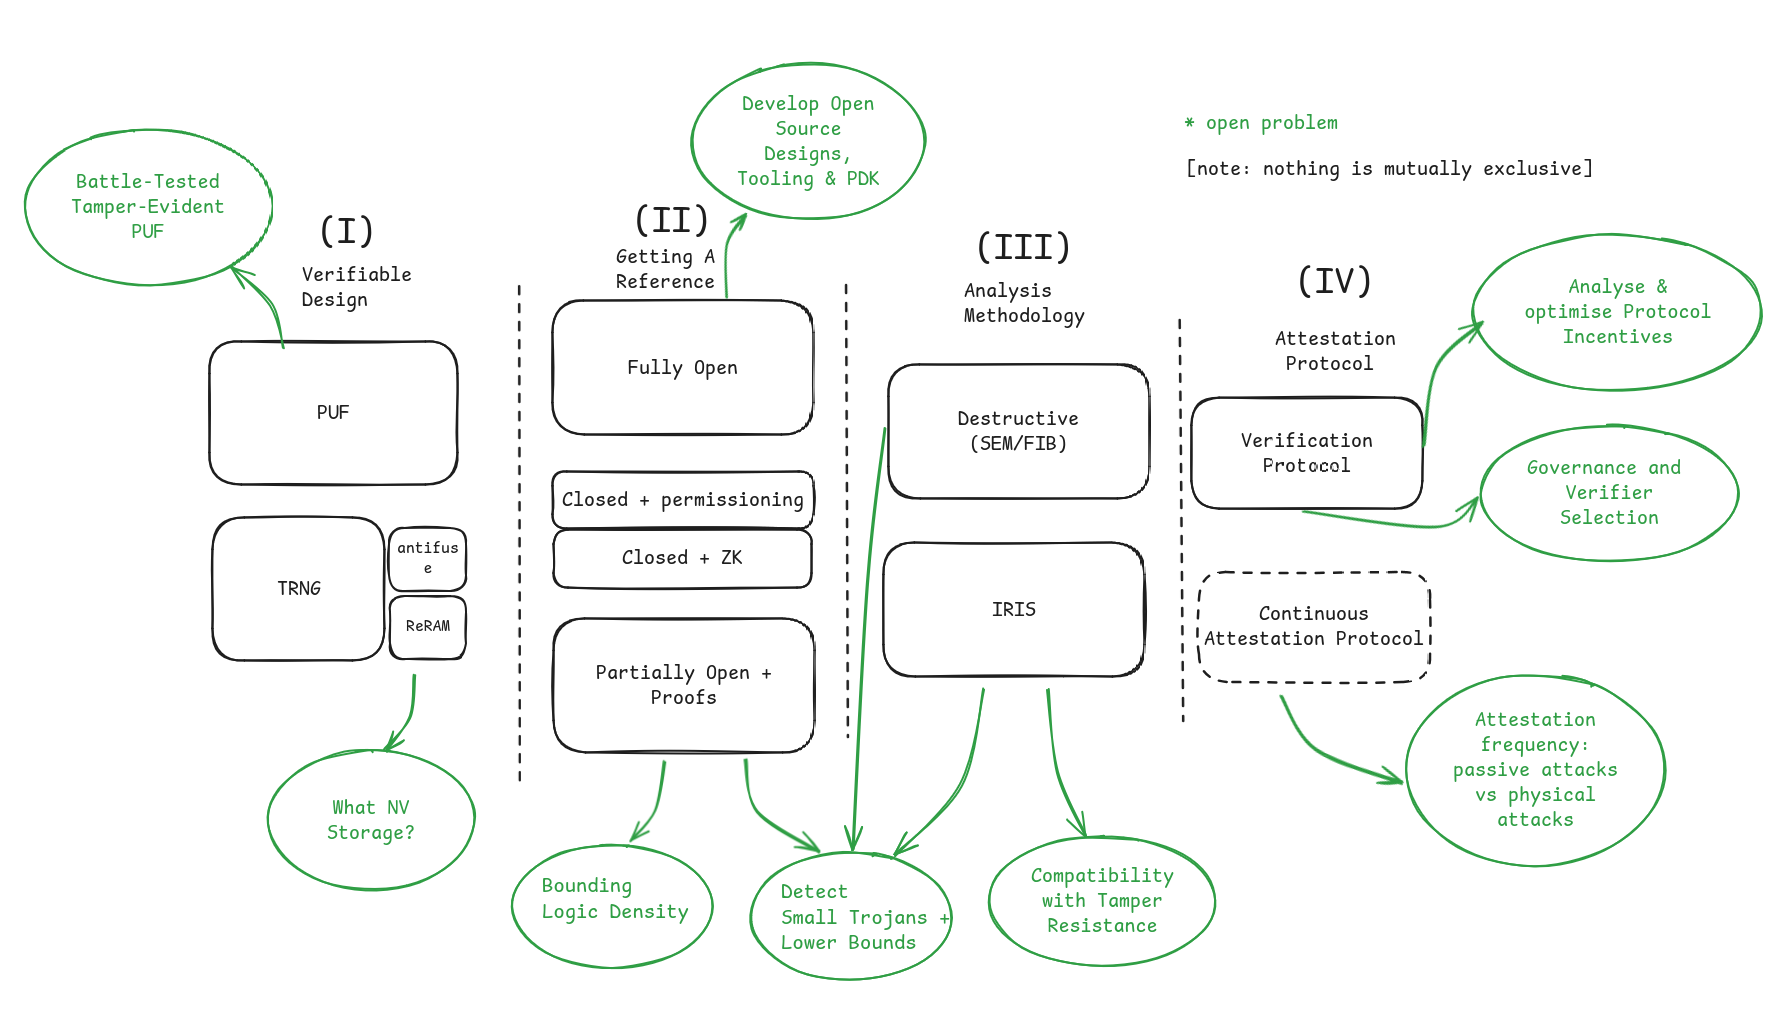 Develop Open
Source
Designs,
Tooling & PDK
* open problem
[note: nothing is mutually exclusive]
Battle-Tested
Tamper-Evident
PUF
(I)
Verifiable
Design
PUF
TRNG
antifus
e
ReRAM
What NV
Storage?
(II)
Getting A
Reference
Fully Open
Closed + permissioning
Closed + ZK
Partially Open +
Proofs
Bounding
Logic Density
Detect
Small Trojans +
Lower Bounds
(III)
Analysis
Methodology
Destructive
(SEM/FIB)
IRIS
Compatibility
with Tamper
Resistance
(IV)
Attestation
Protocol
Verification
Protocol
Continuous
Attestation Protocol
Analyse &
optimise Protocol
Incentives
Governance and
Verifier
Selection
Attestation
frequency:
passive attacks
vs physical
attacks